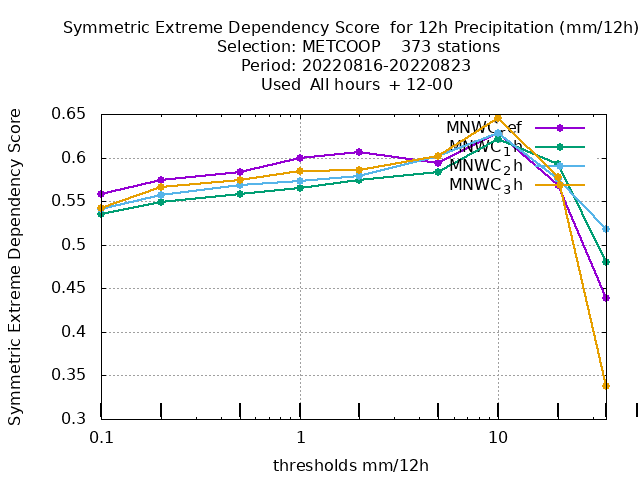 Symmetric Extreme Dependency Score  for 12h Precipitation (mm/12h)
Selection: METCOOP    373 stations
Period: 20220816-20220823
Used  All hours  + 12-00
Symmetric Extreme Dependency Score
0.65
0.6
0.55
0.5
0.45
0.4
0.35
0.3
0.1
1
10
thresholds mm/12h
MNWC_ref
MNWC1h
MNWC2h
MNWC3h